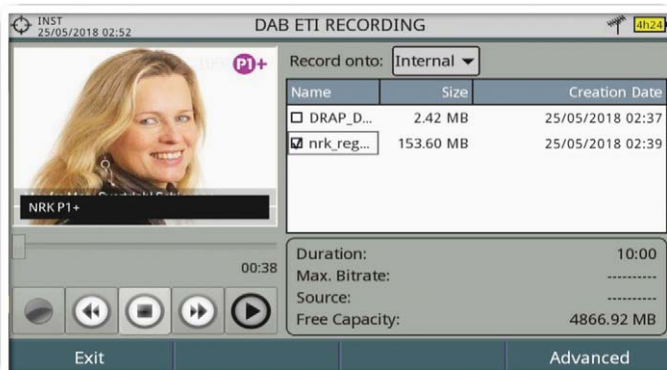 INST
25/05/2018 02:52
DAB ETI RECORDING
4h24
P1+
NRK P1+
00:38
Record onto: Internal
Name Size Creation Date
DRAP_D... 2.42 MB 25/05/2018 02:37
nrk_reg... 153.60 MB 25/05/2018 02:39
Duration: 10:00
Max. Bitrate: ----------
Source: ----------
Free Capacity: 4866.92 MB
Exit
Advanced